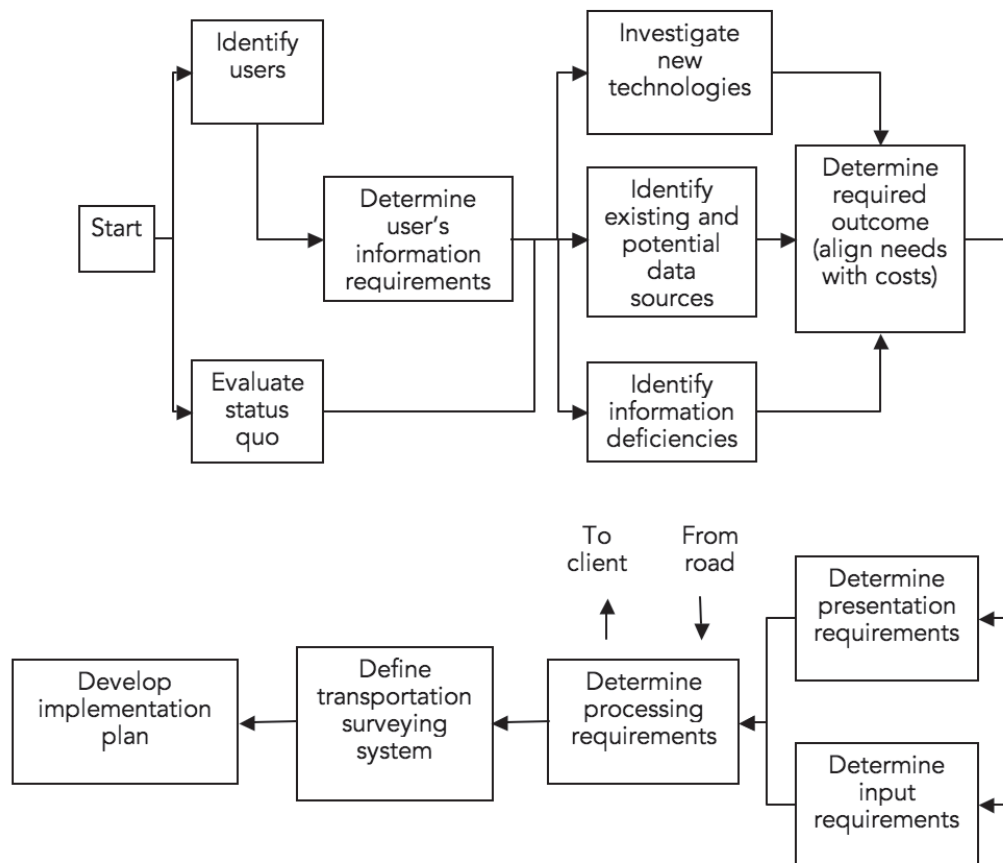 Identify
users
Investigate
new
technologies
Start
Determine
user's
information
requirements
Identify
existing and
potential
data
sources
Determine
required
outcome
(align needs
with costs)
Evaluate
status
quo
Identify
information
deficiencies
To
client
From
road
Determine
presentation
requirements
Develop
implementation
plan
Define
transportation
surveying
system
Determine
processing
requirements
Determine
input
requirements